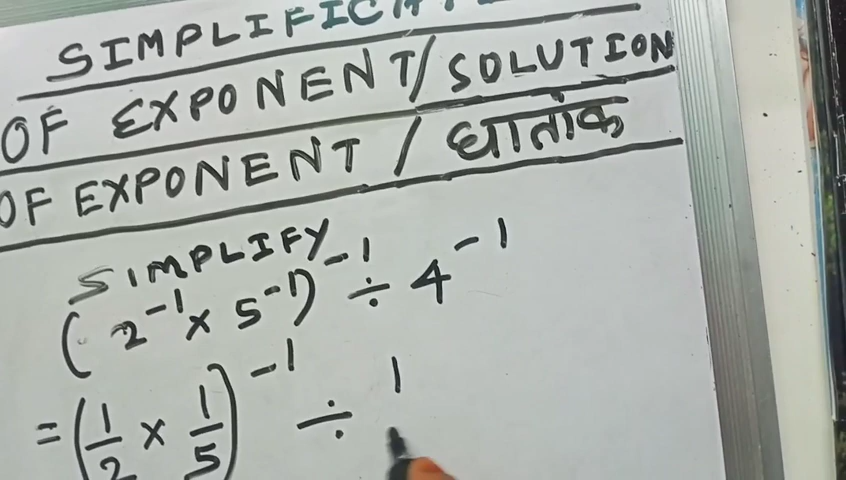 SIMPLIFICAT
OF EXPONENT/SOLUTION
OF EXPONENT / घातांक
SIMPLIFY
(2⁻¹ × 5⁻¹)⁻¹ ÷ 4⁻¹
= (1/2 × 1/5)⁻¹ ÷ 1